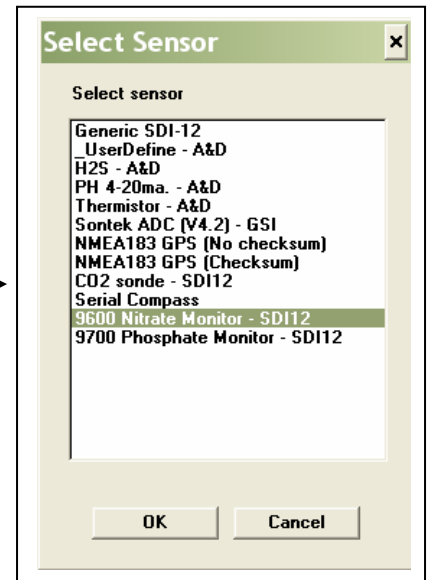 Select Sensor
Select sensor
Generic SDI-12
_UserDefine - A&D
H2S - A&D
PH 4-20ma. - A&D
Thermistor - A&D
Sontek ADC (V4.2) - GSI
NMEA183 GPS (No checksum)
NMEA183 GPS (Checksum)
CO2 sonde - SDI12
Serial Compass
9600 Nitrate Monitor - SDI12
9700 Phosphate Monitor - SDI12
OK Cancel